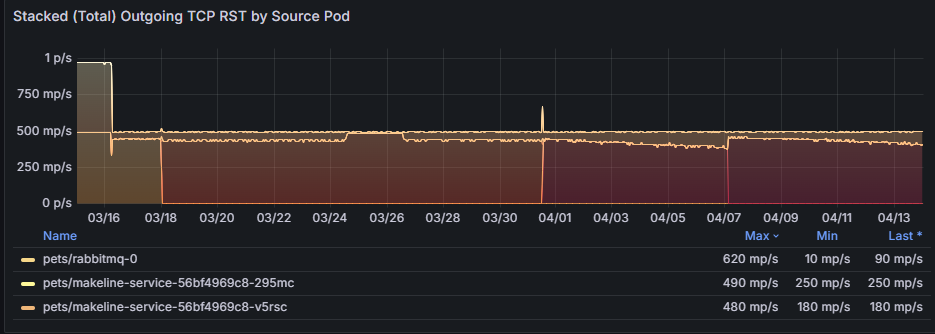 Stacked (Total) Outgoing TCP RST by Source Pod
1 p/s
750 mp/s
500 mp/s
250 mp/s
0 p/s
03/16 03/18 03/20 03/22 03/24 03/26 03/28 03/30 04/01 04/03 04/05 04/07 04/09 04/11 04/13
Name Max Min Last *
pets/rabbitmq-0 620 mp/s 10 mp/s 90 mp/s
pets/makeline-service-56bf4969c8-295mc 490 mp/s 250 mp/s 250 mp/s
pets/makeline-service-56bf4969c8-v5rsc 480 mp/s 180 mp/s 180 mp/s